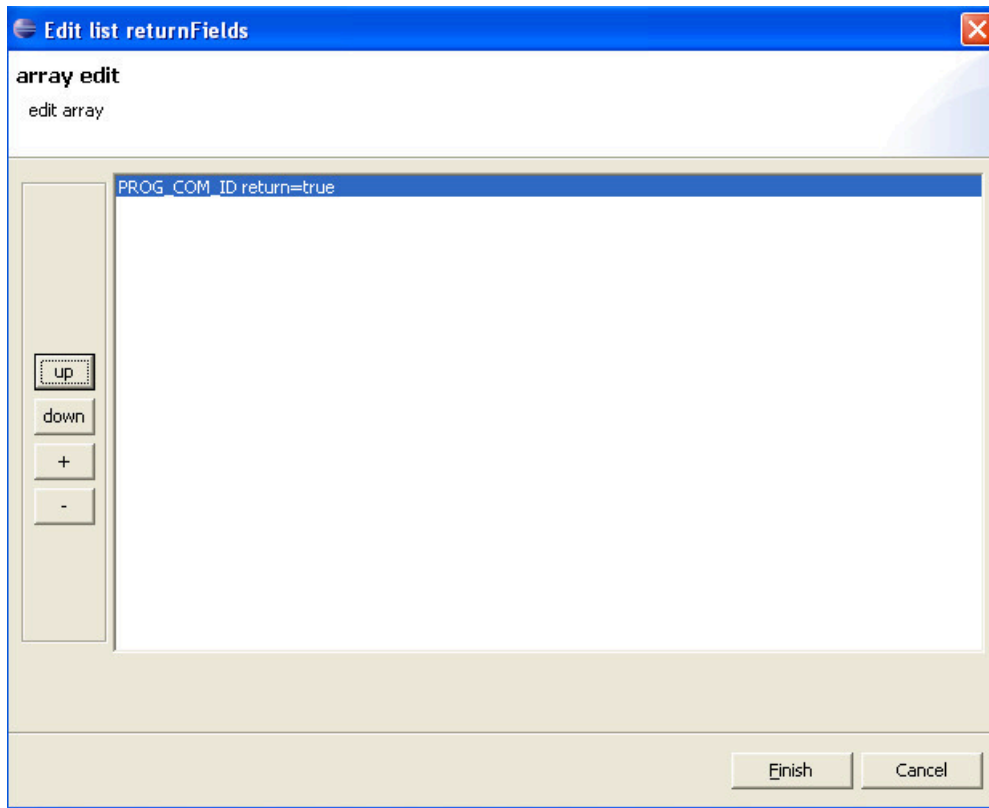 Edit list returnFields
array edit
edit array
PROG_COM_ID return=true
up
down
+
-
Finish
Cancel